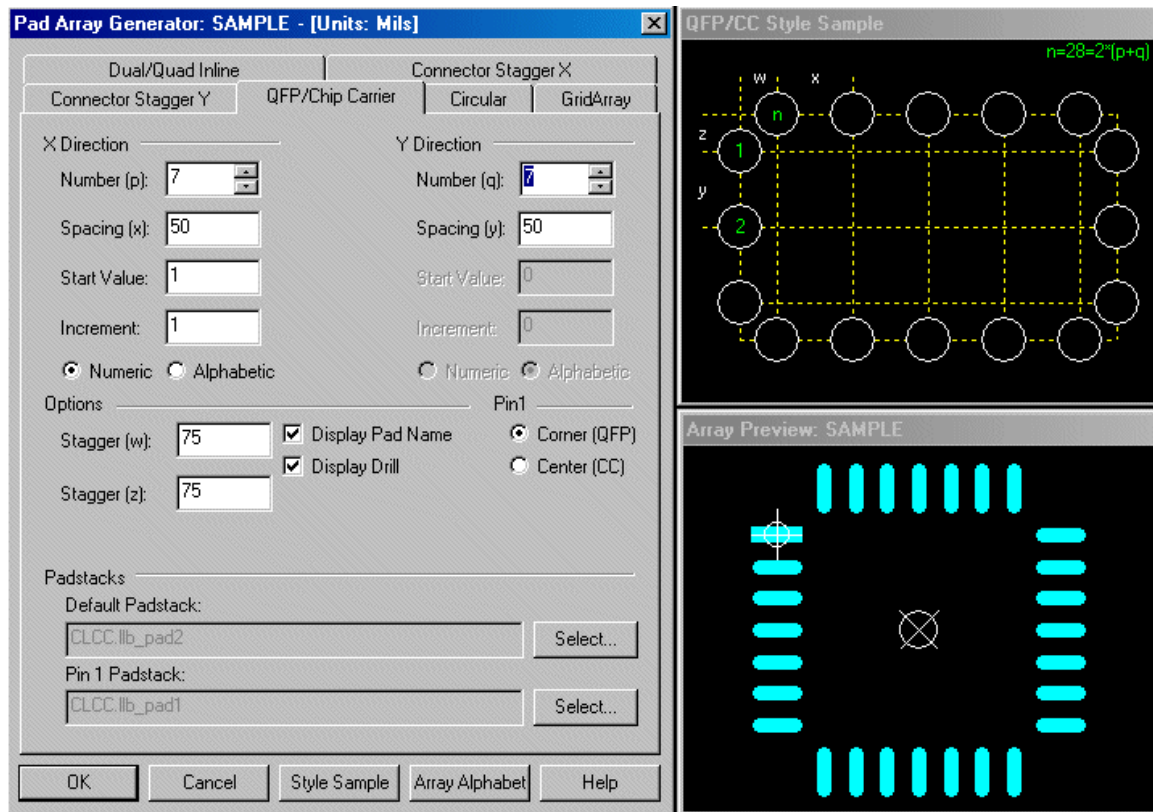 Pad Array Generator: SAMPLE - [Units: Mils]
Dual/Quad Inline
Connector Stagger X
Connector Stagger Y
QFP/Chip Carrier
Circular
GridArray
X Direction
Y Direction
Number (p): 7
Number (q): 7
Spacing (x): 50
Spacing (y): 50
Start Value: 1
Start Value: 0
Increment: 1
Increment: 0
Numeric
Alphabetic
Numeric
Alphabetic
Options
Pin1
Stagger (w): 75
Display Pad Name
Corner (QFP)
Display Drill
Center (CC)
Stagger (z): 75
Padstacks
Default Padstack:
CLCC.llb_pad2
Select...
Pin 1 Padstack:
CLCC.llb_pad1
Select...
OK
Cancel
Style Sample
Array Alphabet
Help
QFP/CC Style Sample
n=28=2*(p+q)
w
x
n
z
1
y
2
Array Preview: SAMPLE